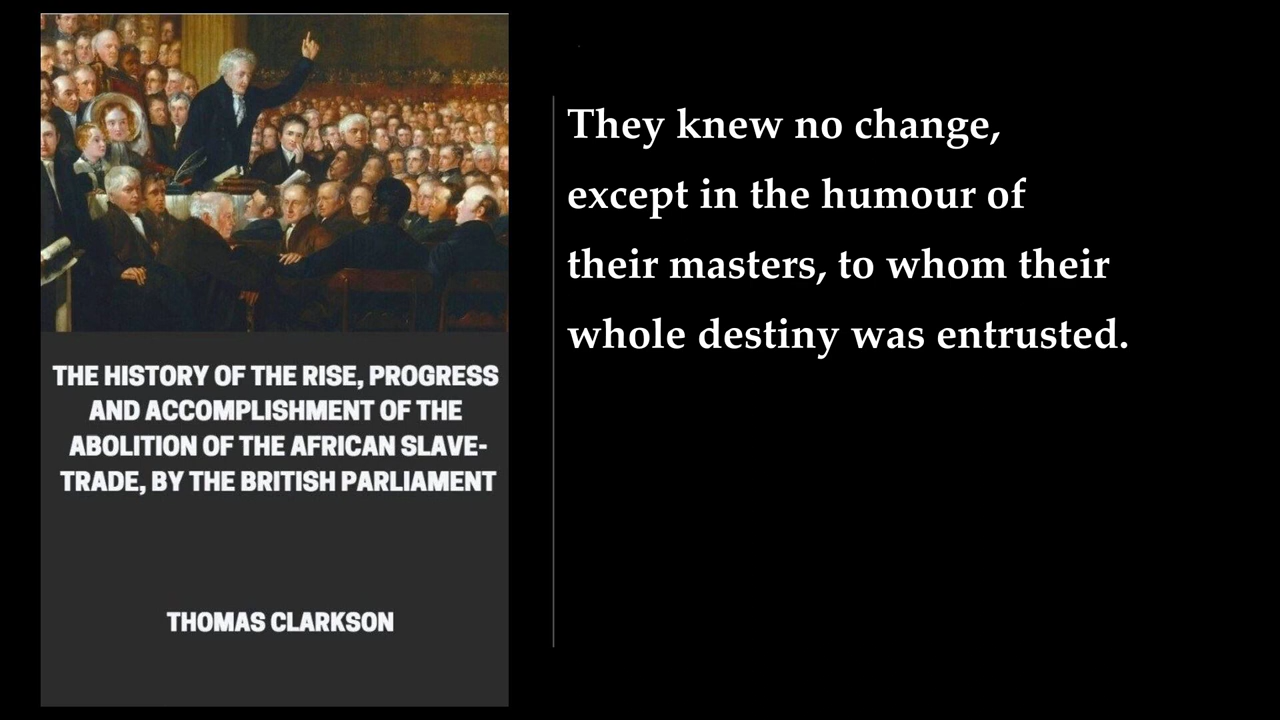 THE HISTORY OF THE RISE, PROGRESS
AND ACCOMPLISHMENT OF THE
ABOLITION OF THE AFRICAN SLAVE-
TRADE, BY THE BRITISH PARLIAMENT
THOMAS CLARKSON
They knew no change,
except in the humour of
their masters, to whom their
whole destiny was entrusted.